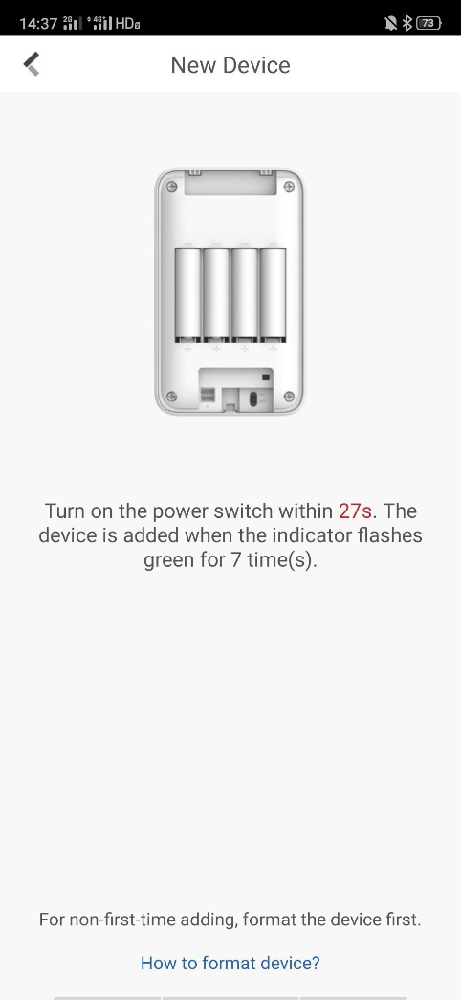 14:37 2G 4G HD
73
New Device
Turn on the power switch within 27s. The
device is added when the indicator flashes
green for 7 time(s).
For non-first-time adding, format the device first.
How to format device?